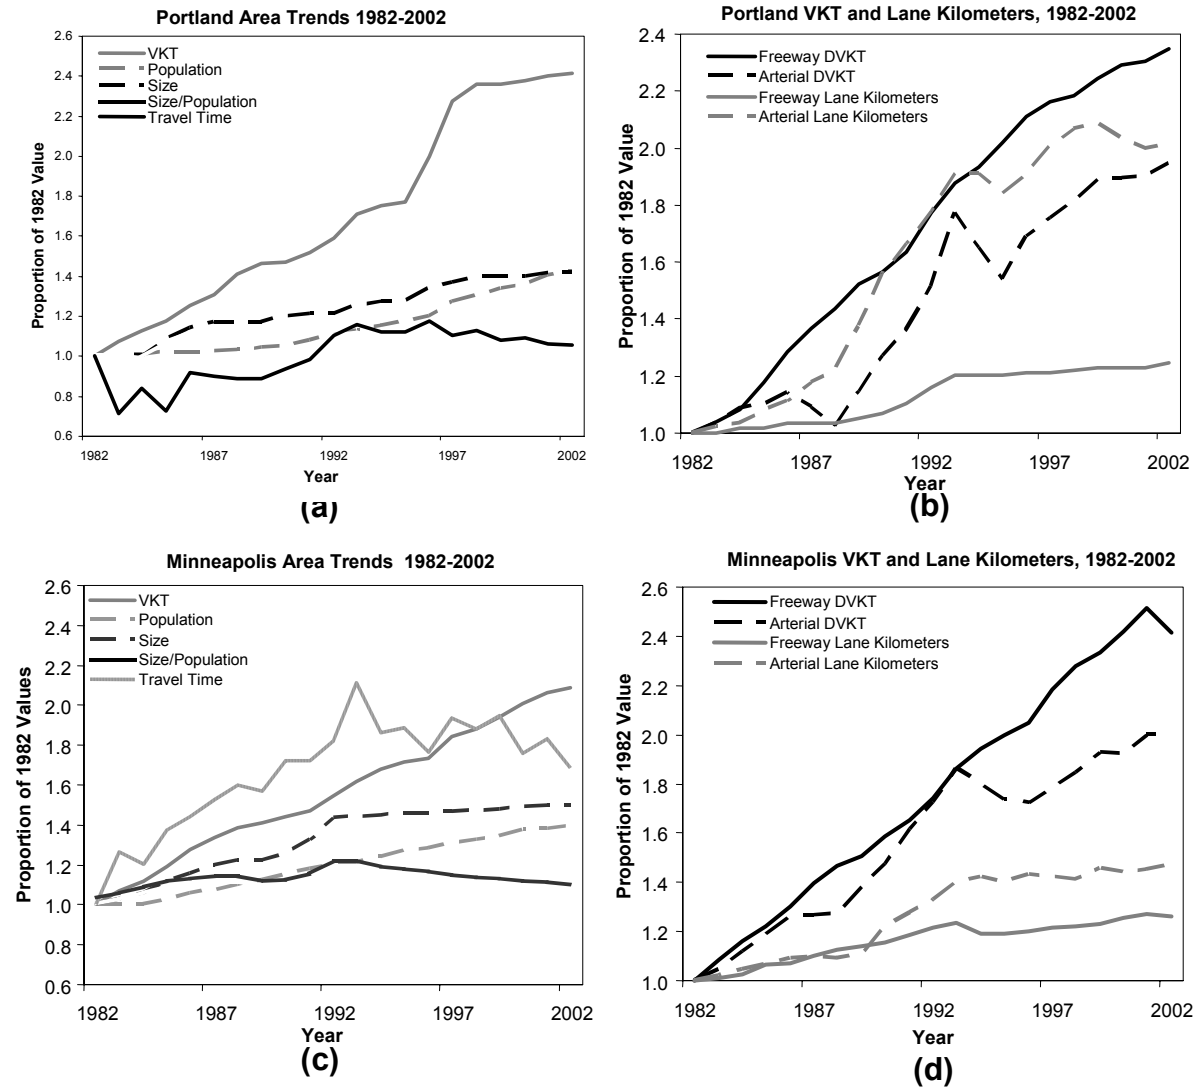 Portland Area Trends 1982-2002
2.6
2.4
2.2
2.0
1.8
1.6
1.4
1.2
1.0
0.8
0.6
Proportion of 1982 Value
VKT
Population
Size
Size/Population
Travel Time
1982 1987 1992 1997 2002
Year
(a)
Portland VKT and Lane Kilometers, 1982-2002
2.4
2.2
2.0
1.8
1.6
1.4
1.2
1.0
Proportion of 1982 Value
Freeway DVKT
Arterial DVKT
Freeway Lane Kilometers
Arterial Lane Kilometers
1982 1987 1992 1997 2002
Year
(b)
Minneapolis Area Trends 1982-2002
2.6
2.4
2.2
2.0
1.8
1.6
1.4
1.2
1.0
0.8
0.6
Proportion of 1982 Values
VKT
Population
Size
Size/Population
Travel Time
1982 1987 1992 1997 2002
Year
(c)
Minneapolis VKT and Lane Kilometers, 1982-2002
2.6
2.4
2.2
2.0
1.8
1.6
1.4
1.2
1.0
Proportion of 1982 Value
Freeway DVKT
Arterial DVKT
Freeway Lane Kilometers
Arterial Lane Kilometers
1982 1987 1992 1997 2002
Year
(d)